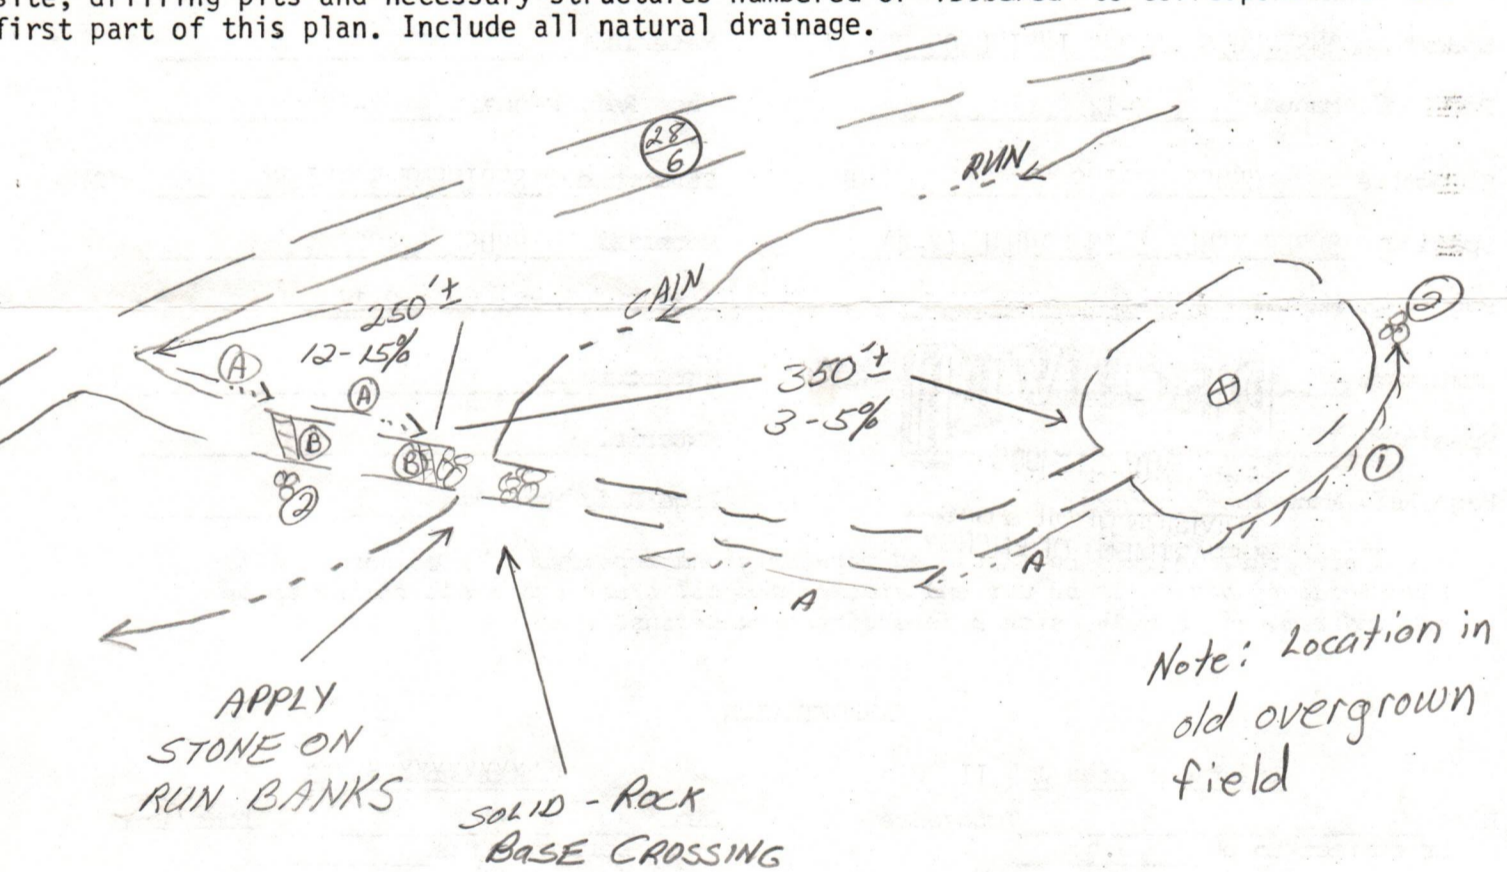 first part of this plan. Include all natural drainage.
28
6
RUN
CAIN
250'±
12-15%
A
A
B
B
2
350'±
3-5%
2
1
A
A
APPLY
STONE ON
RUN BANKS
SOLID-ROCK
BASE CROSSING
Note: Location in
old overgrown
field